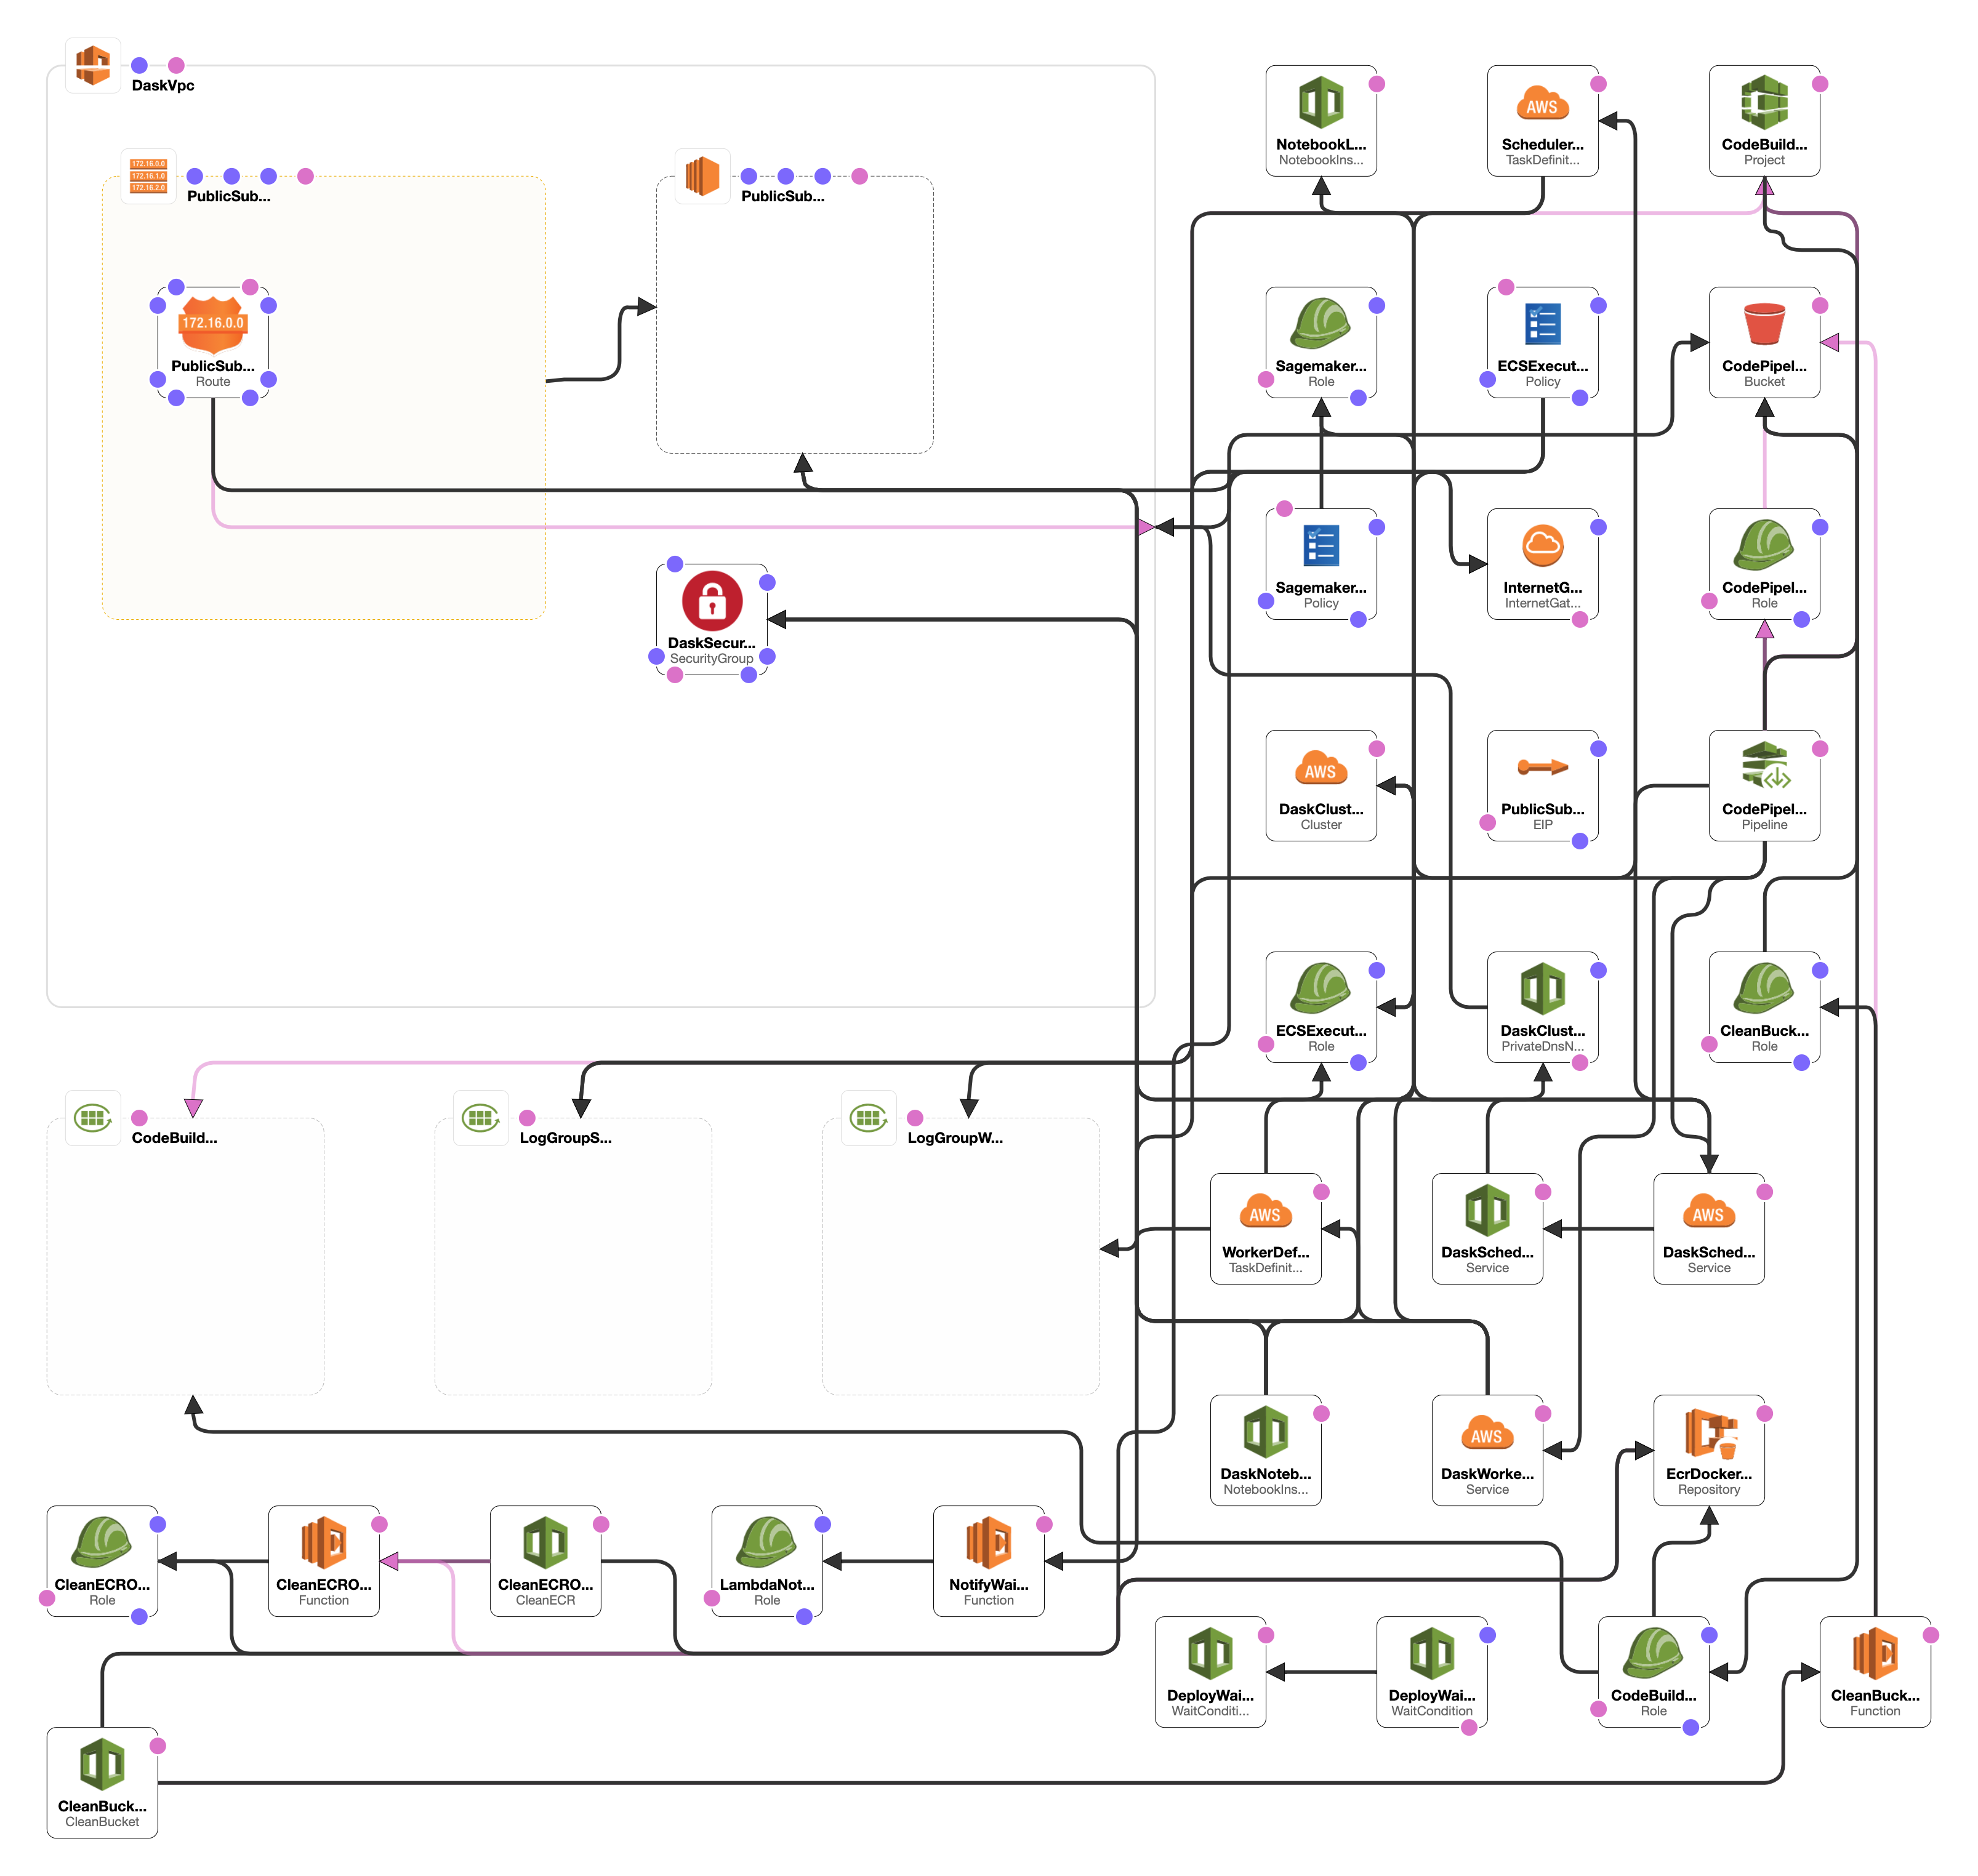 DaskVpc
172.16.0.0
172.16.1.0
172.16.2.0
PublicSub...
PublicSub...
172.16.0.0
PublicSub...
Route
DaskSecur...
SecurityGroup
NotebookL...
NotebookIns...
AWS
Scheduler...
TaskDefinit...
CodeBuild...
Project
Sagemaker...
Role
ECSExecut...
Policy
CodePipel...
Bucket
Sagemaker...
Policy
InternetG...
InternetGat...
CodePipel...
Role
AWS
DaskClust...
Cluster
PublicSub...
EIP
CodePipel...
Pipeline
ECSExecut...
Role
DaskClust...
PrivateDnsN...
CleanBuck...
Role
CodeBuild...
LogGroupS...
LogGroupW...
AWS
WorkerDef...
TaskDefinit...
DaskSched...
Service
AWS
DaskSched...
Service
DaskNoteb...
NotebookIns...
AWS
DaskWorke...
Service
EcrDocker...
Repository
CleanECRO...
Role
CleanECRO...
Function
CleanECRO...
CleanECR
LambdaNot...
Role
NotifyWai...
Function
DeployWai...
WaitConditi...
DeployWai...
WaitCondition
CodeBuild...
Role
CleanBuck...
Function
CleanBuck...
CleanBucket